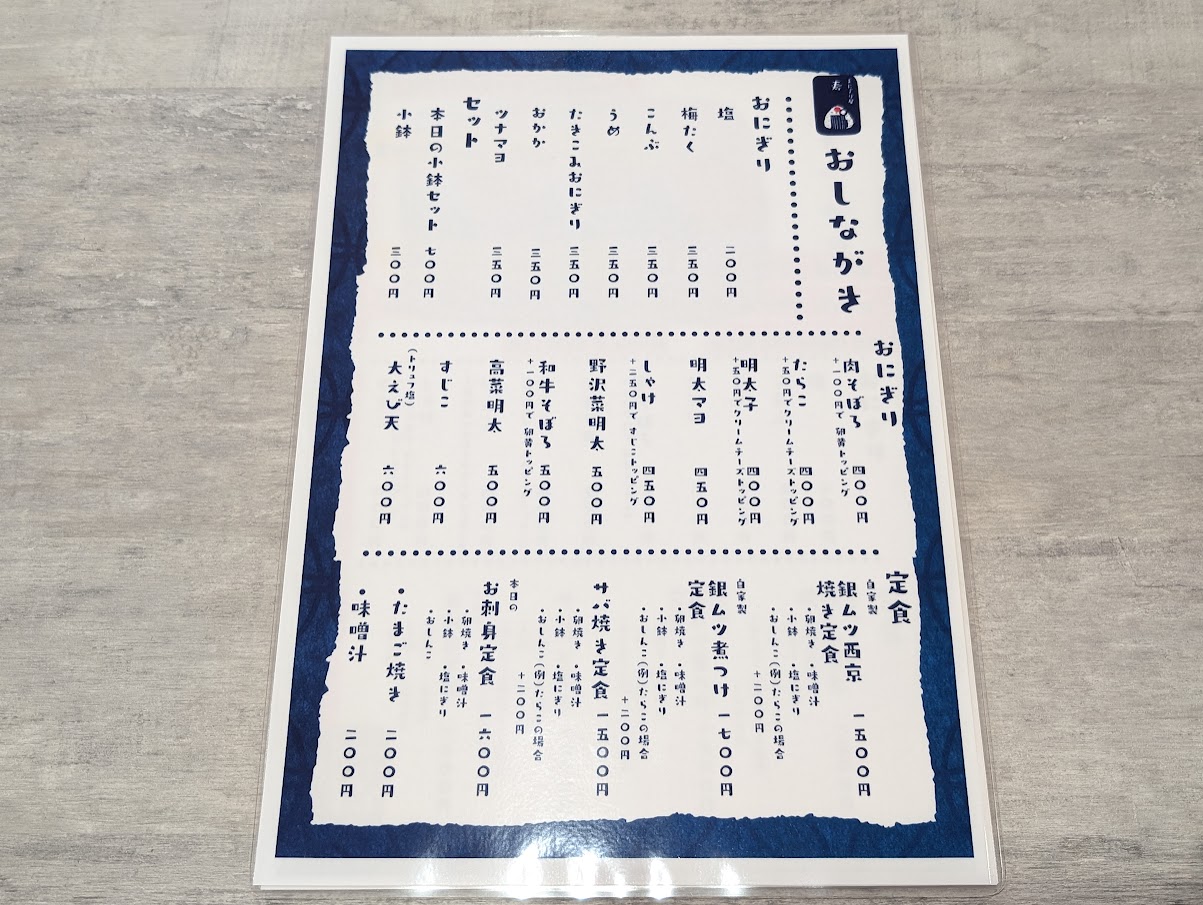 おしながき
おにぎり
塩 二〇〇円
梅たく 三五〇円
こんぶ 三五〇円
うめ 三五〇円
たきこみおにぎり 三五〇円
おかか 三五〇円
ツナマヨ 三五〇円
セット
本日の小鉢セット 七〇〇円
小鉢 三〇〇円
おにぎり
肉そぼろ 四〇〇円
+一〇〇円で 卵黄トッピング
たらこ 四〇〇円
+五〇円でクリームチーズトッピング
明太子 四〇〇円
+五〇円でクリームチーズトッピング
明太マヨ 四五〇円
しゃけ 四五〇円
+二五〇円で すじこトッピング
野沢菜明太 五〇〇円
和牛そぼろ 五〇〇円
+一〇〇円で 卵黄トッピング
高菜明太 五〇〇円
すじこ 六〇〇円
(トリュフ塩)
大えび天 六〇〇円
定食
自家製
銀ムツ西京
焼き定食 一五〇〇円
・卵焼き ・味噌汁
・小鉢 ・塩にぎり
・おしんこ (例)たらこの場合
+二〇〇円
自家製
銀ムツ煮つけ
定食 一七〇〇円
・卵焼き ・味噌汁
・小鉢 ・塩にぎり
・おしんこ (例)たらこの場合
+二〇〇円
サバ焼き定食 一五〇〇円
・卵焼き ・味噌汁
・小鉢 ・塩にぎり
・おしんこ (例)たらこの場合
+二〇〇円
本日の
お刺身定食 一六〇〇円
・卵焼き ・味噌汁
・小鉢 ・塩にぎり
・おしんこ
・たまご焼き 二〇〇円
・味噌汁 二〇〇円